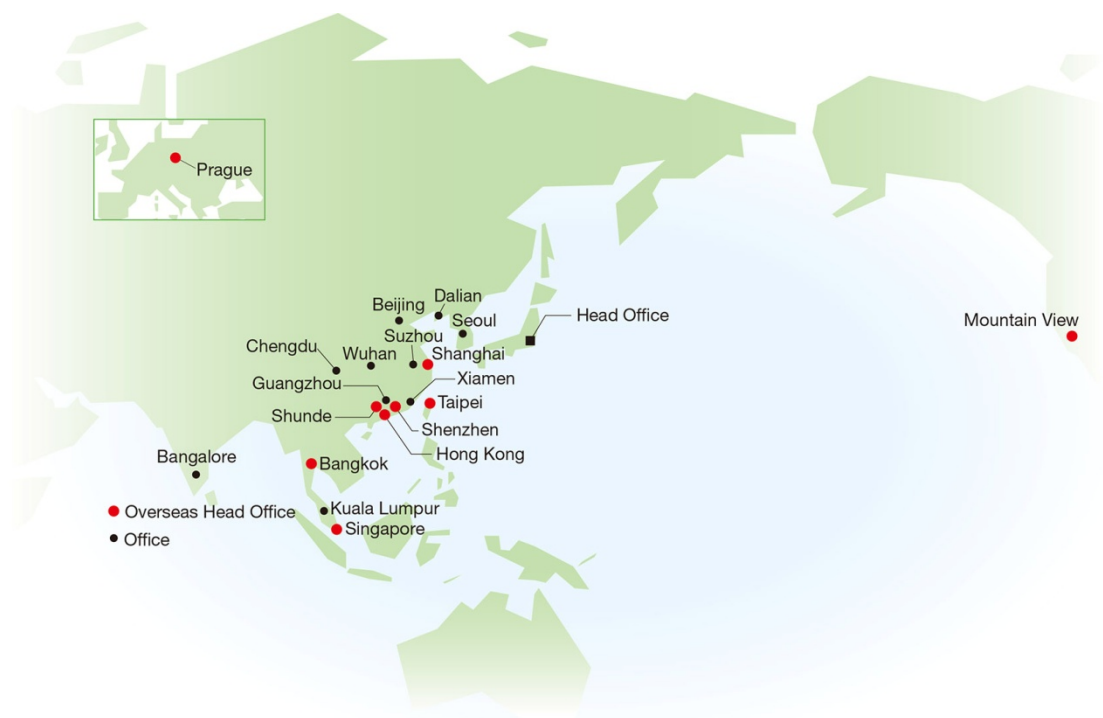 Prague
Dalian
Beijing
Head Office
Seoul
Mountain View
Suzhou
Chengdu
Wuhan
Shanghai
Guangzhou
Xiamen
Taipei
Shunde
Shenzhen
Hong Kong
Bangalore
Bangkok
Kuala Lumpur
Overseas Head Office
Singapore
Office